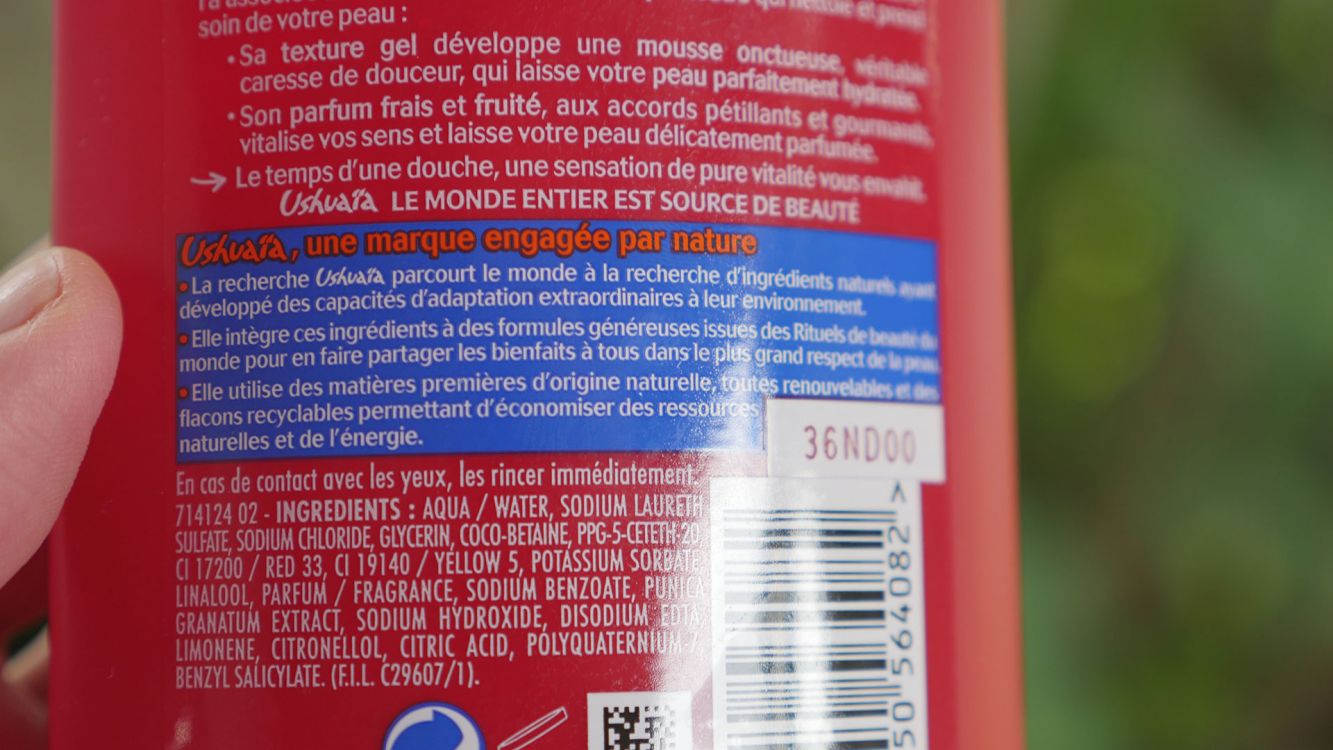 soin de votre peau :
• Sa texture gel développe une mousse onctueuse, véritable
caresse de douceur, qui laisse votre peau parfaitement hydratée.
• Son parfum frais et fruité, aux accords pétillants et gourmands,
vitalise vos sens et laisse votre peau délicatement parfumée.
→ Le temps d'une douche, une sensation de pure vitalité vous envahit.
Ushuaïa LE MONDE ENTIER EST SOURCE DE BEAUTÉ
Ushuaïa, une marque engagée par nature
• La recherche Ushuaïa parcourt le monde à la recherche d'ingrédients naturels ayant
développé des capacités d'adaptation extraordinaires à leur environnement.
• Elle intègre ces ingrédients à des formules généreuses issues des Rituels de beauté du
monde pour en faire partager les bienfaits à tous dans le plus grand respect de la peau.
• Elle utilise des matières premières d'origine naturelle, toutes renouvelables et des
flacons recyclables permettant d'économiser des ressources
naturelles et de l'énergie.
36ND00
En cas de contact avec les yeux, les rincer immédiatement.
714124 02 - INGREDIENTS : AQUA / WATER, SODIUM LAURETH
SULFATE, SODIUM CHLORIDE, GLYCERIN, COCO-BETAINE, PPG-5-CETETH-20,
CI 17200 / RED 33, CI 19140 / YELLOW 5, POTASSIUM SORBATE,
LINALOOL, PARFUM / FRAGRANCE, SODIUM BENZOATE, PUNICA
GRANATUM EXTRACT, SODIUM HYDROXIDE, DISODIUM EDTA,
LIMONENE, CITRONELLOL, CITRIC ACID, POLYQUATERNIUM-7,
BENZYL SALICYLATE. (F.I.L. C29607/1).
50 564082 >